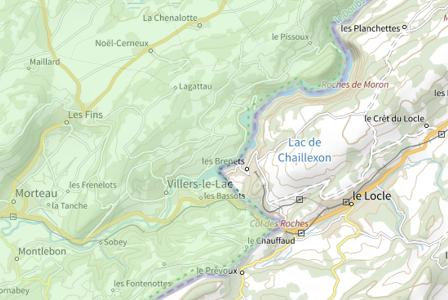 La Chenalotte
les Planchettes
le Pissoux
Noël-Cerneux
Maillard
Lagattau
Roches de Moron
Les Fins
le Crêt du Locle
Lac de
Chaillexon
les Brenets
les Frenelots
Villers-le-Lac
Morteau
les Bassots
le Locle
la Tanche
Col des Roches
Sobey
le Chauffaud
Montlebon
le Prévoux
les Fontenottes